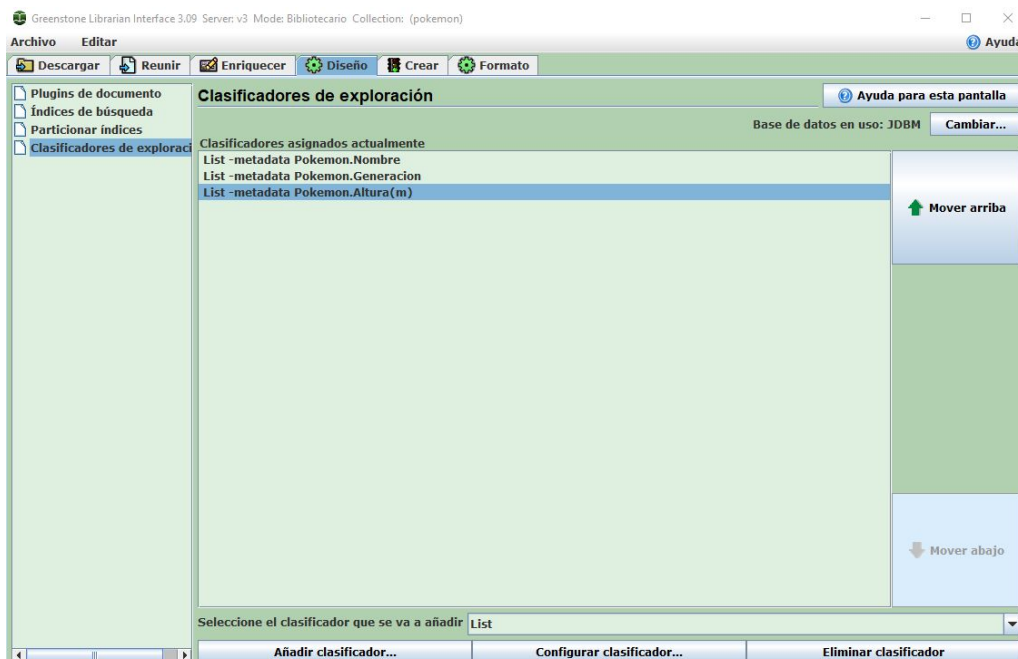 Greenstone Librarian Interface 3.09 Server: v3 Mode: Bibliotecario Collection: (pokemon)
Archivo Editar
Ayuda
Descargar Reunir Enriquecer Diseño Crear Formato
Plugins de documento
Índices de búsqueda
Particionar índices
Clasificadores de exploraci
Clasificadores de exploración
Ayuda para esta pantalla
Base de datos en uso: JDBM Cambiar...
Clasificadores asignados actualmente
List -metadata Pokemon.Nombre
List -metadata Pokemon.Generacion
List -metadata Pokemon.Altura(m)
Mover arriba
Mover abajo
Seleccione el clasificador que se va a añadir List
Añadir clasificador... Configurar clasificador... Eliminar clasificador